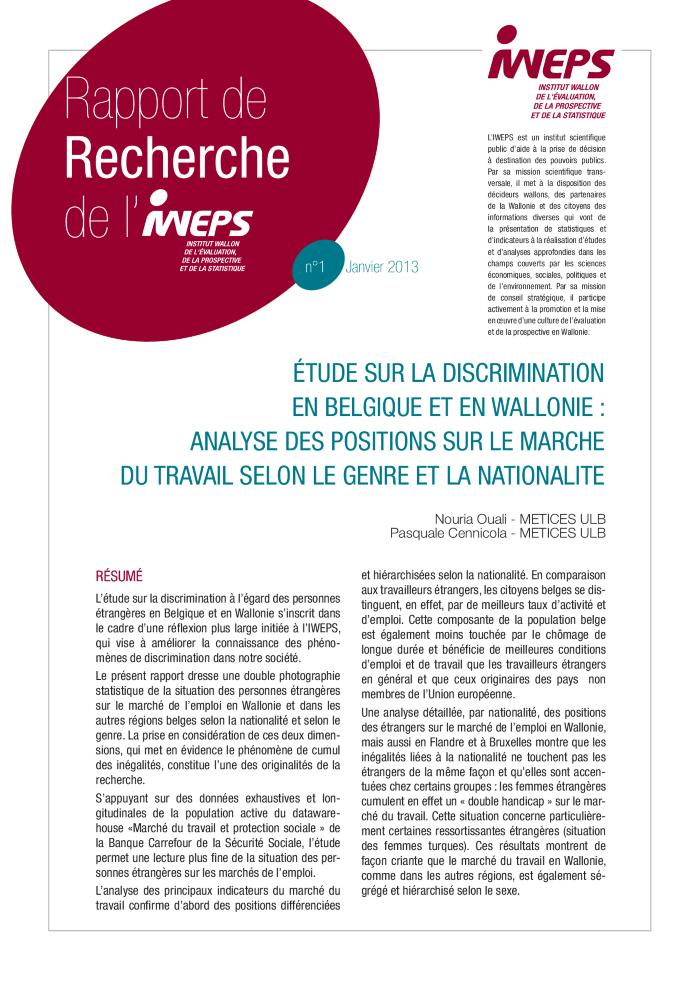 Rapport de
Recherche
de l'iWEPS
INSTITUT WALLON
DE L'ÉVALUATION,
DE LA PROSPECTIVE
ET DE LA STATISTIQUE
n°1 Janvier 2013
iWEPS
INSTITUT WALLON
DE L'ÉVALUATION,
DE LA PROSPECTIVE
ET DE LA STATISTIQUE
L'IWEPS est un institut scientifique
public d'aide à la prise de décision
à destination des pouvoirs publics.
Par sa mission scientifique trans-
versale, il met à la disposition des
décideurs wallons, des partenaires
de la Wallonie et des citoyens des
informations diverses qui vont de
la présentation de statistiques et
d'indicateurs à la réalisation d'études
et d'analyses approfondies dans les
champs couverts par les sciences
économiques, sociales, politiques et
de l'environnement. Par sa mission
de conseil stratégique, il participe
activement à la promotion et la mise
en œuvre d'une culture de l'évaluation
et de la prospective en Wallonie.
ÉTUDE SUR LA DISCRIMINATION
EN BELGIQUE ET EN WALLONIE :
ANALYSE DES POSITIONS SUR LE MARCHE
DU TRAVAIL SELON LE GENRE ET LA NATIONALITE
Nouria Ouali - METICES ULB
Pasquale Cennicola - METICES ULB
RÉSUMÉ
L'étude sur la discrimination à l'égard des personnes
étrangères en Belgique et en Wallonie s'inscrit dans
le cadre d'une réflexion plus large initiée à l'IWEPS,
qui vise à améliorer la connaissance des phéno-
mènes de discrimination dans notre société.
Le présent rapport dresse une double photographie
statistique de la situation des personnes étrangères
sur le marché de l'emploi en Wallonie et dans les
autres régions belges selon la nationalité et selon le
genre. La prise en considération de ces deux dimen-
sions, qui met en évidence le phénomène de cumul
des inégalités, constitue l'une des originalités de la
recherche.
S'appuyant sur des données exhaustives et lon-
gitudinales de la population active du dataware-
house «Marché du travail et protection sociale » de
la Banque Carrefour de la Sécurité Sociale, l'étude
permet une lecture plus fine de la situation des per-
sonnes étrangères sur les marchés de l'emploi.
L'analyse des principaux indicateurs du marché du
travail confirme d'abord des positions différenciées
et hiérarchisées selon la nationalité. En comparaison
aux travailleurs étrangers, les citoyens belges se dis-
tinguent, en effet, par de meilleurs taux d'activité et
d'emploi. Cette composante de la population belge
est également moins touchée par le chômage de
longue durée et bénéficie de meilleures conditions
d'emploi et de travail que les travailleurs étrangers
en général et que ceux originaires des pays non
membres de l'Union européenne.
Une analyse détaillée, par nationalité, des positions
des étrangers sur le marché de l'emploi en Wallonie,
mais aussi en Flandre et à Bruxelles montre que les
inégalités liées à la nationalité ne touchent pas les
étrangers de la même façon et qu'elles sont accen-
tuées chez certains groupes : les femmes étrangères
cumulent en effet un « double handicap » sur le mar-
ché du travail. Cette situation concerne particulière-
ment certaines ressortissantes étrangères (situation
des femmes turques). Ces résultats montrent de
façon criante que le marché du travail en Wallonie,
comme dans les autres régions, est également sé-
grégé et hiérarchisé selon le sexe.